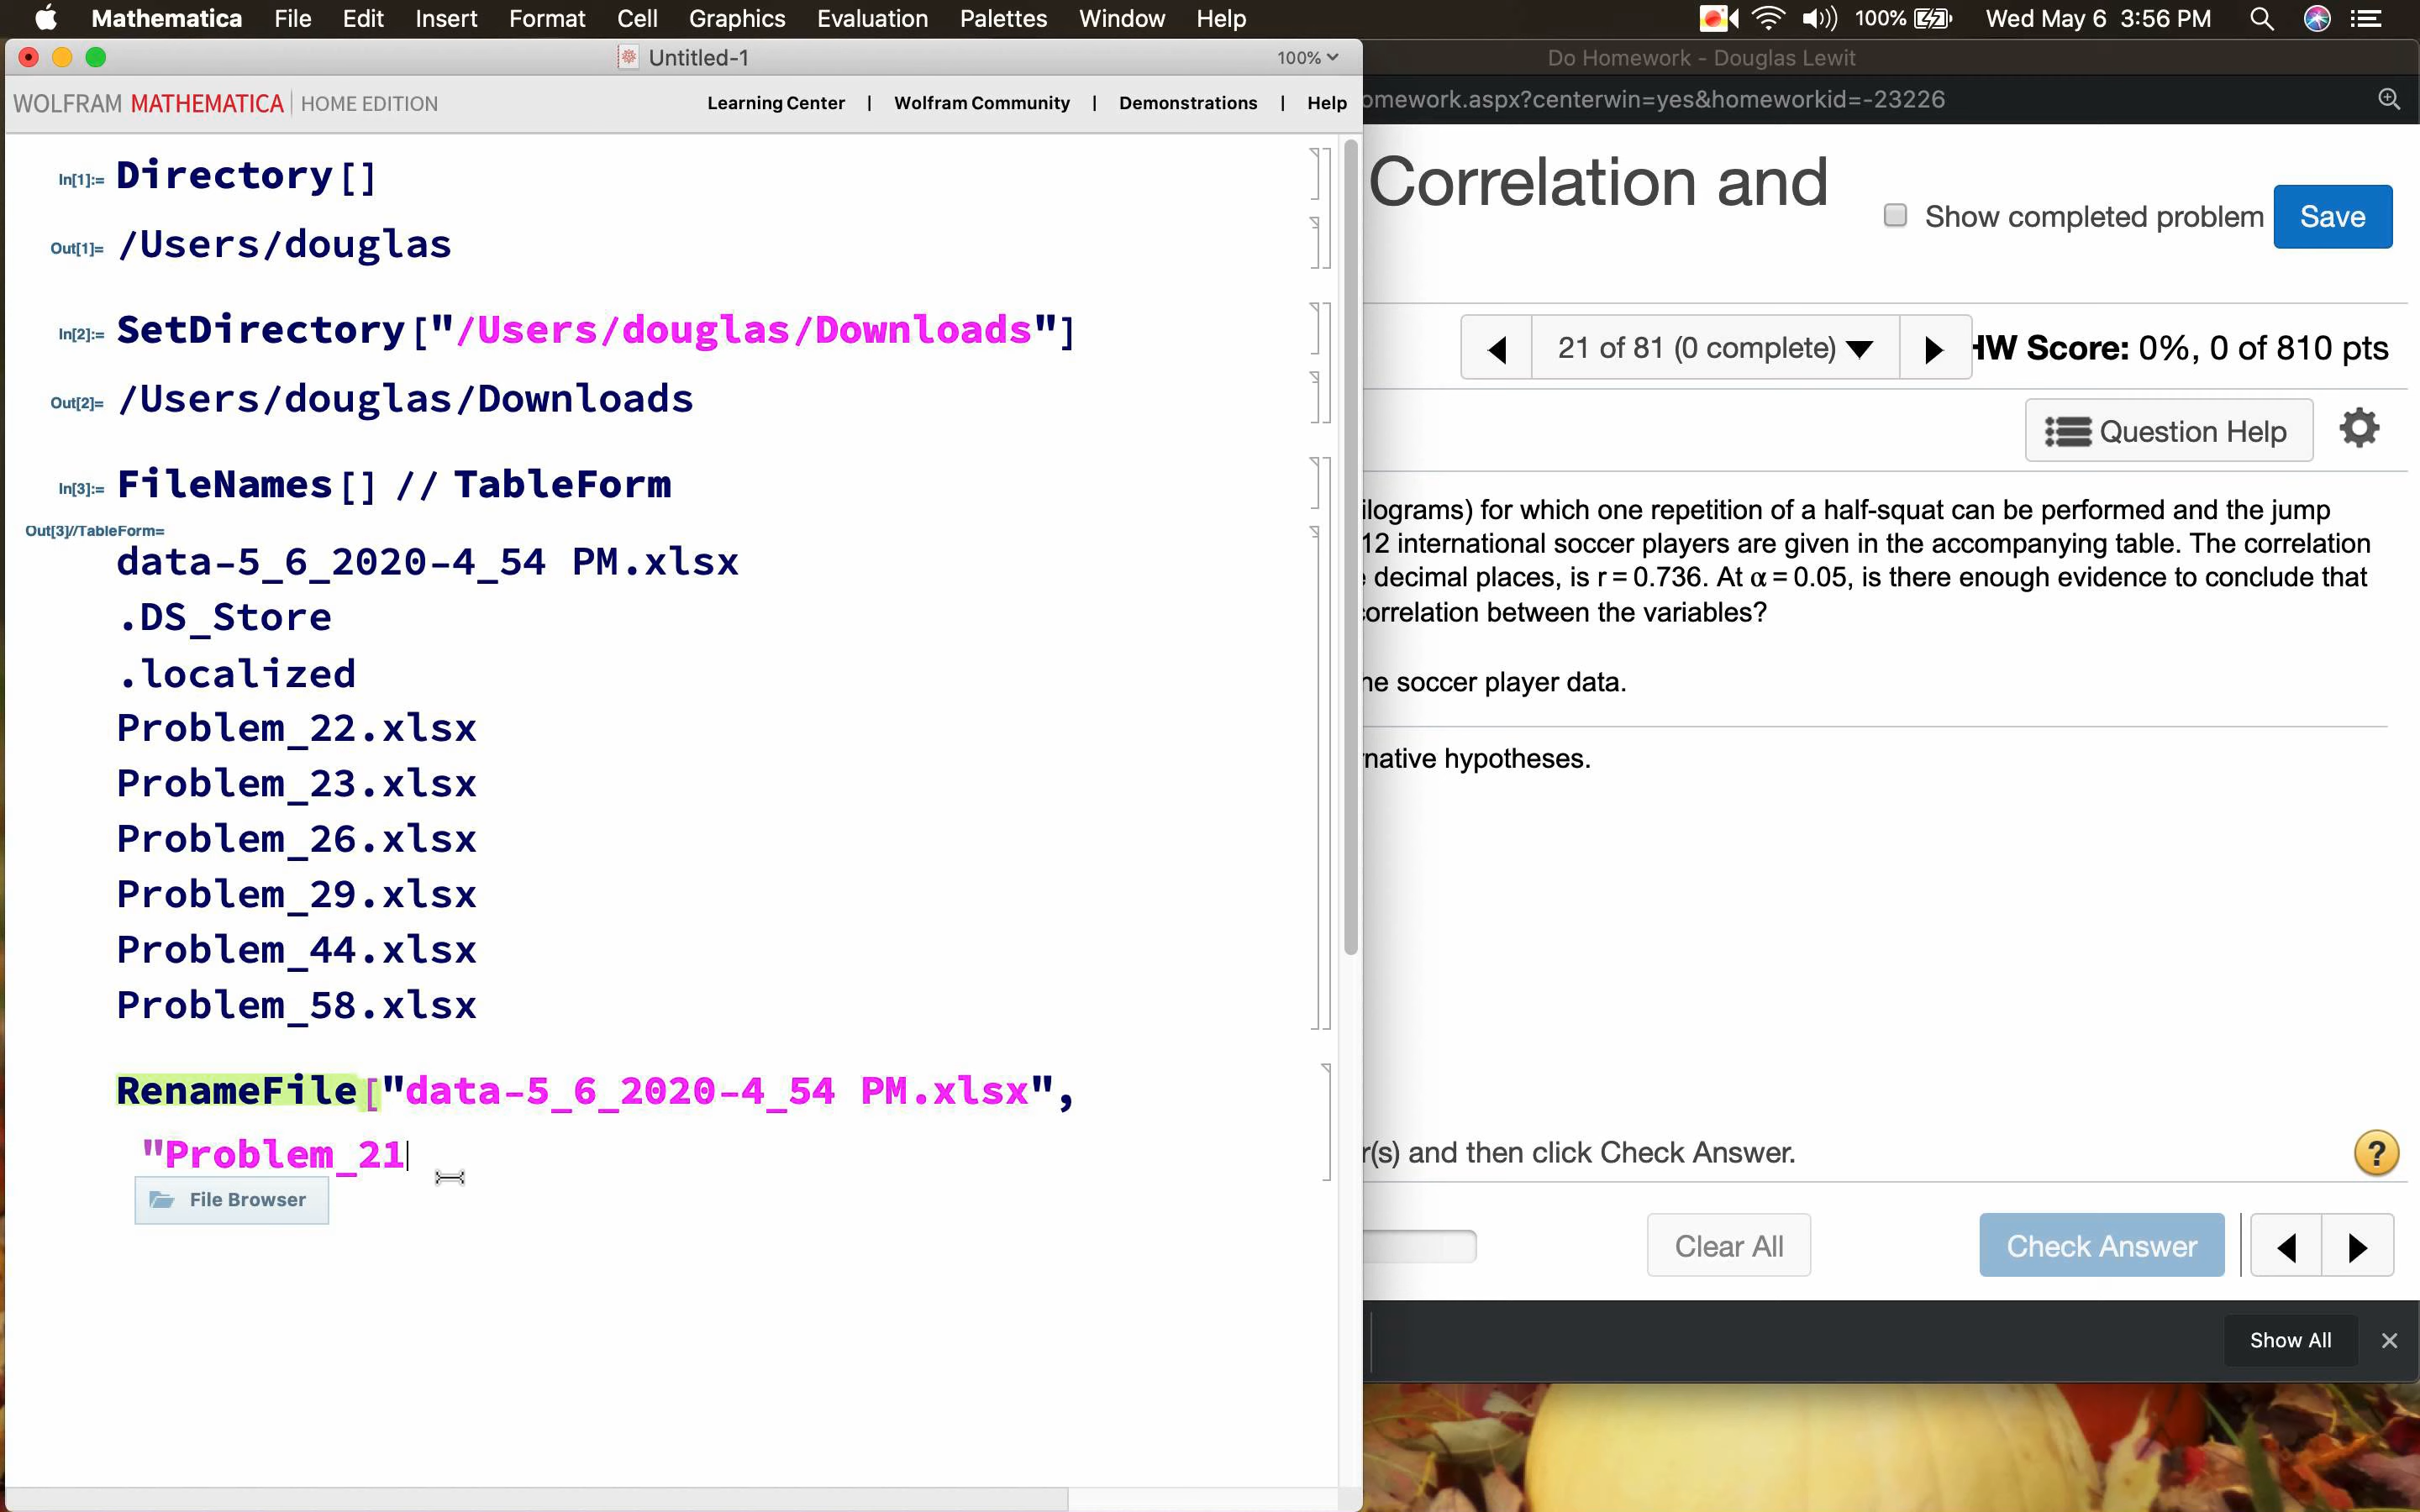 Mathematica File Edit Insert Format Cell Graphics Evaluation Palettes Window Help 100% Wed May 6 3:56 PM
Untitled-1 100%
WOLFRAM MATHEMATICA | HOME EDITION Learning Center | Wolfram Community | Demonstrations | Help
In[1]:= Directory[]
Out[1]= /Users/douglas
In[2]:= SetDirectory["/Users/douglas/Downloads"]
Out[2]= /Users/douglas/Downloads
In[3]:= FileNames[] // TableForm
Out[3]//TableForm=
data-5_6_2020-4_54 PM.xlsx
.DS_Store
.localized
Problem_22.xlsx
Problem_23.xlsx
Problem_26.xlsx
Problem_29.xlsx
Problem_44.xlsx
Problem_58.xlsx
RenameFile["data-5_6_2020-4_54 PM.xlsx",
"Problem_21
File Browser
Do Homework - Douglas Lewit
omework.aspx?centerwin=yes&homeworkid=-23226
Correlation and
Show completed problem Save
21 of 81 (0 complete) HW Score: 0%, 0 of 810 pts
Question Help
ilograms) for which one repetition of a half-squat can be performed and the jump
12 international soccer players are given in the accompanying table. The correlation
decimal places, is r = 0.736. At α = 0.05, is there enough evidence to conclude that
correlation between the variables?
he soccer player data.
rnative hypotheses.
r(s) and then click Check Answer. ?
Clear All Check Answer
Show All